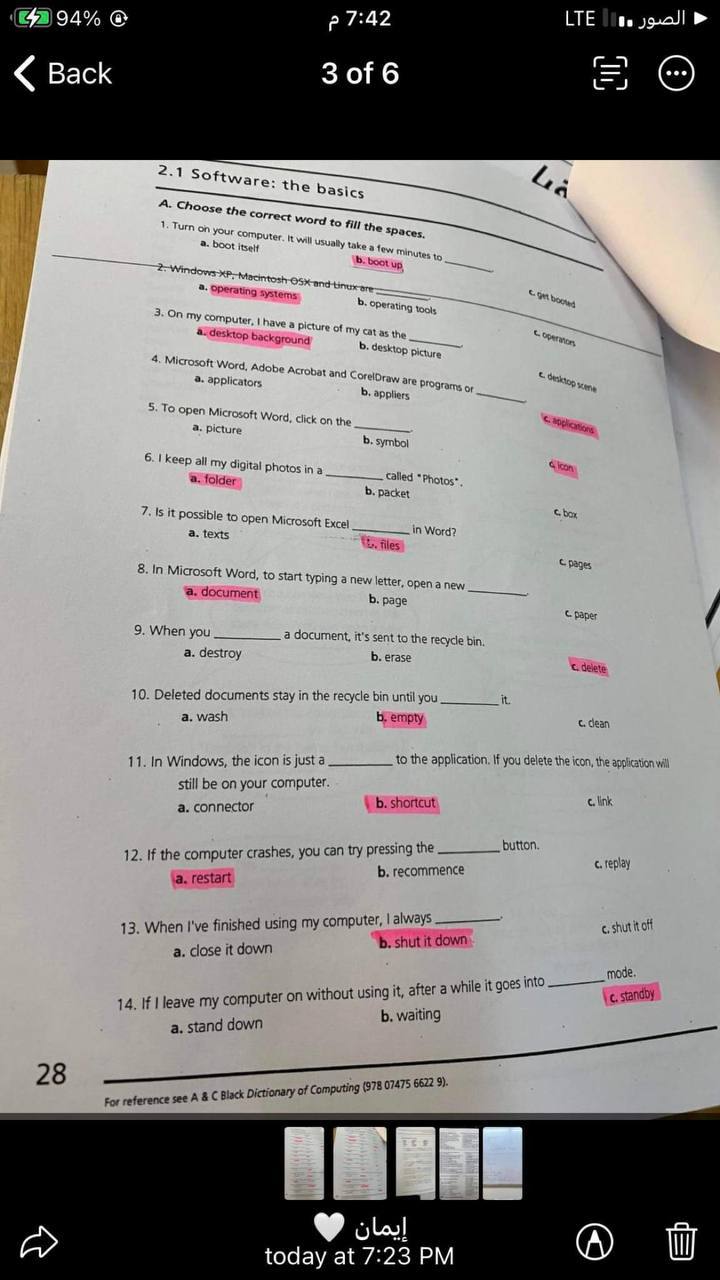 94%
7:42 م
LTE
الصور
Back
3 of 6
2.1 Software: the basics
A. Choose the correct word to fill the spaces.
1. Turn on your computer. It will usually take a few minutes to ________.
a. boot itself b. boot up c. get booted
2. Windows XP, Macintosh OSX and Linux are ________.
a. operating systems b. operating tools c. operators
3. On my computer, I have a picture of my cat as the ________.
a. desktop background b. desktop picture c. desktop scene
4. Microsoft Word, Adobe Acrobat and CorelDraw are programs or ________.
a. applicators b. appliers c. applications
5. To open Microsoft Word, click on the ________.
a. picture b. symbol c. icon
6. I keep all my digital photos in a ________ called "Photos".
a. folder b. packet c. box
7. Is it possible to open Microsoft Excel ________ in Word?
a. texts b. files c. pages
8. In Microsoft Word, to start typing a new letter, open a new ________.
a. document b. page c. paper
9. When you ________ a document, it's sent to the recycle bin.
a. destroy b. erase c. delete
10. Deleted documents stay in the recycle bin until you ________ it.
a. wash b. empty c. clean
11. In Windows, the icon is just a ________ to the application. If you delete the icon, the application will
still be on your computer.
a. connector b. shortcut c. link
12. If the computer crashes, you can try pressing the ________ button.
a. restart b. recommence c. replay
13. When I've finished using my computer, I always ________.
a. close it down b. shut it down c. shut it off
14. If I leave my computer on without using it, after a while it goes into ________ mode.
a. stand down b. waiting c. standby
28
For reference see A & C Black Dictionary of Computing (978 07475 6622 9).
إيمان
today at 7:23 PM